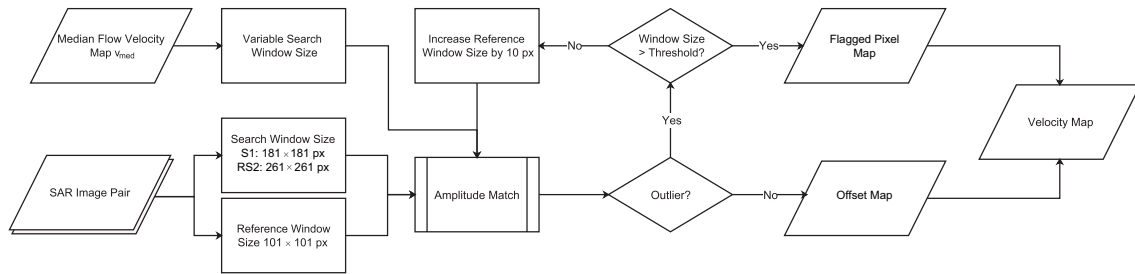 Median Flow Velocity
Map vmed
Variable Search
Window Size
Increase Reference
Window Size by 10 px
No
Window Size
> Threshold?
Yes
Flagged Pixel
Map
Velocity Map
Yes
SAR Image Pair
Search Window Size
S1: 181 × 181 px
RS2: 261 × 261 px
Reference Window
Size 101 × 101 px
Amplitude Match
Outlier?
No
Offset Map